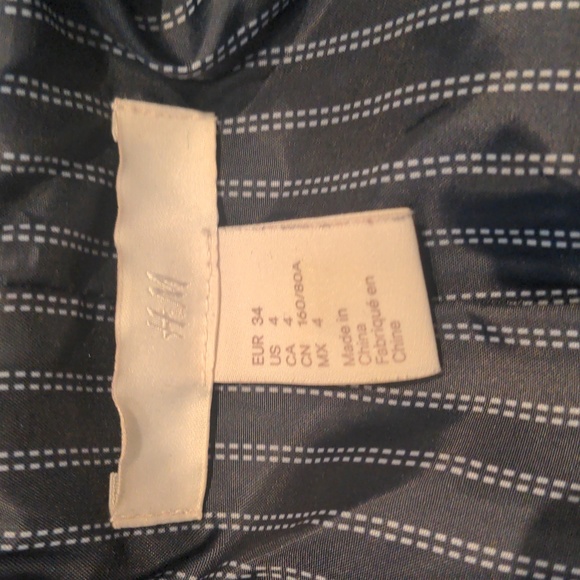 H&M
EUR 34
US 4
CA 4
CN 160/80A
MX 4
Made in
China
Fabriqué en
Chine